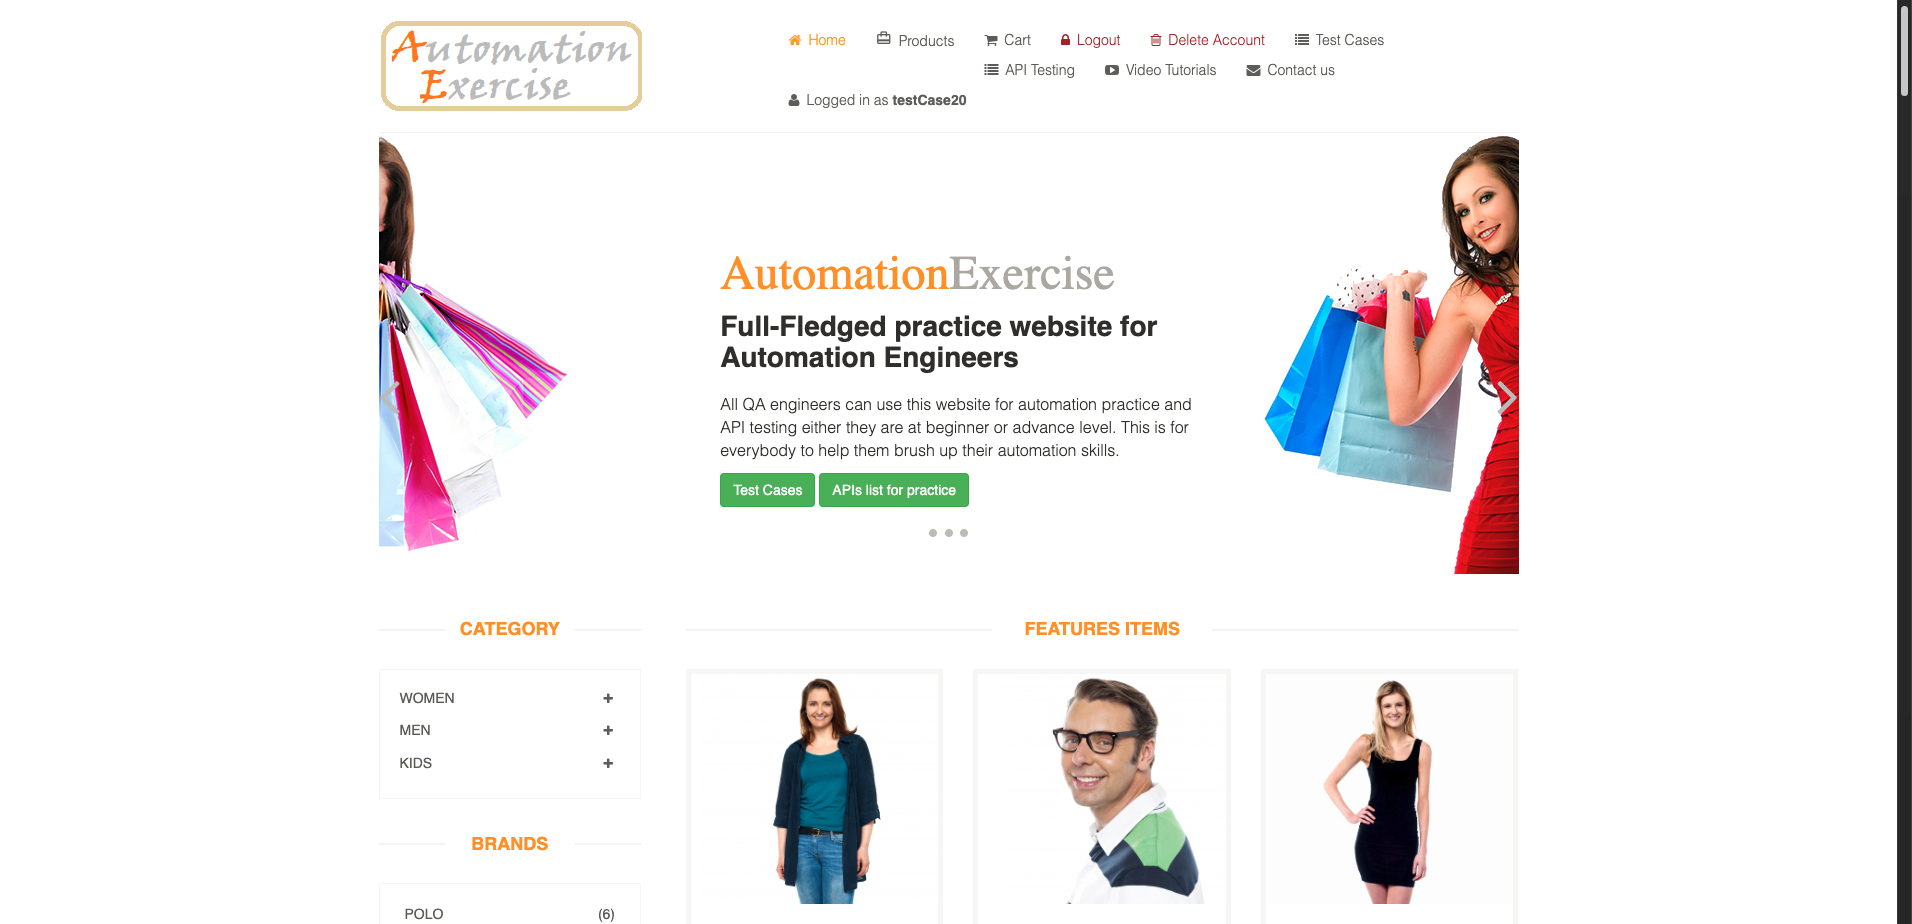 Automation
Exercise
Home Products Cart Logout Delete Account Test Cases
API Testing Video Tutorials Contact us
Logged in as testCase20
AutomationExercise
Full-Fledged practice website for
Automation Engineers
All QA engineers can use this website for automation practice and
API testing either they are at beginner or advance level. This is for
everybody to help them brush up their automation skills.
Test Cases APIs list for practice
CATEGORY
WOMEN
MEN
KIDS
BRANDS
POLO (6)
FEATURES ITEMS